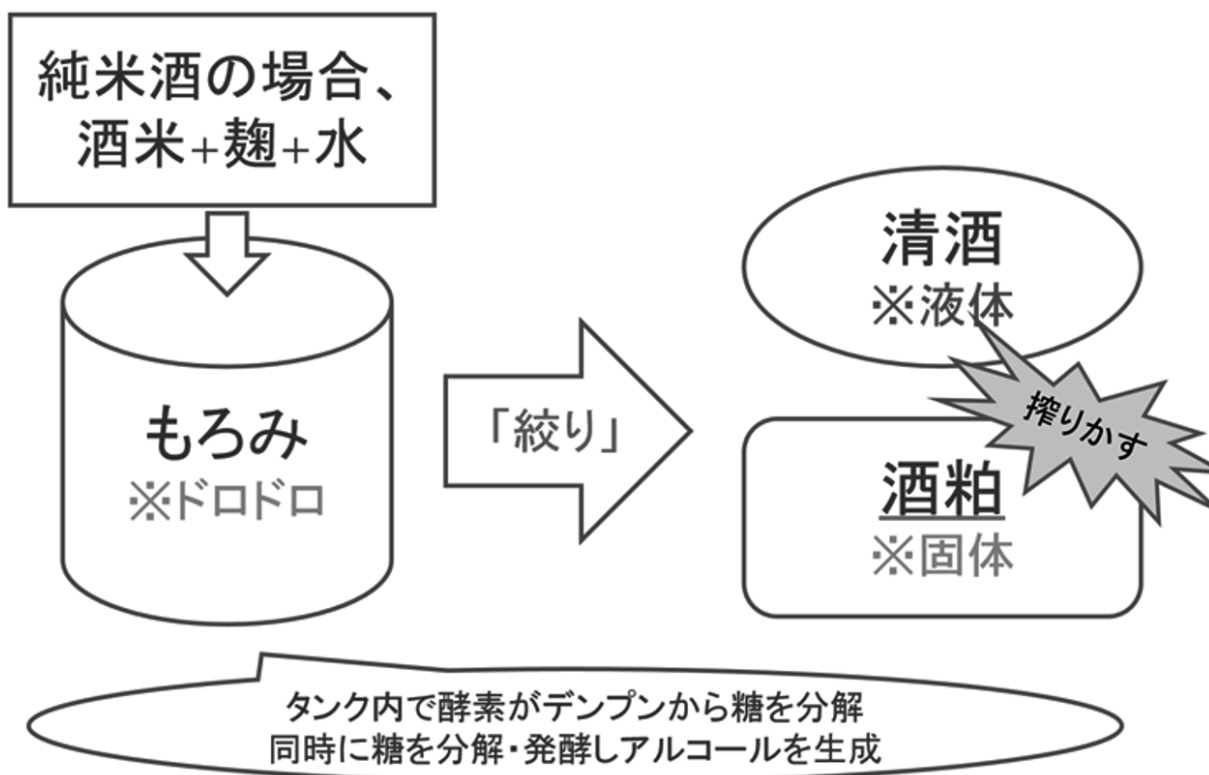 純米酒の場合、
酒米+麹+水
もろみ
※ドロドロ
「絞り」
清酒
※液体
搾りかす
酒粕
※固体
タンク内で酵素がデンプンから糖を分解
同時に糖を分解・発酵しアルコールを生成